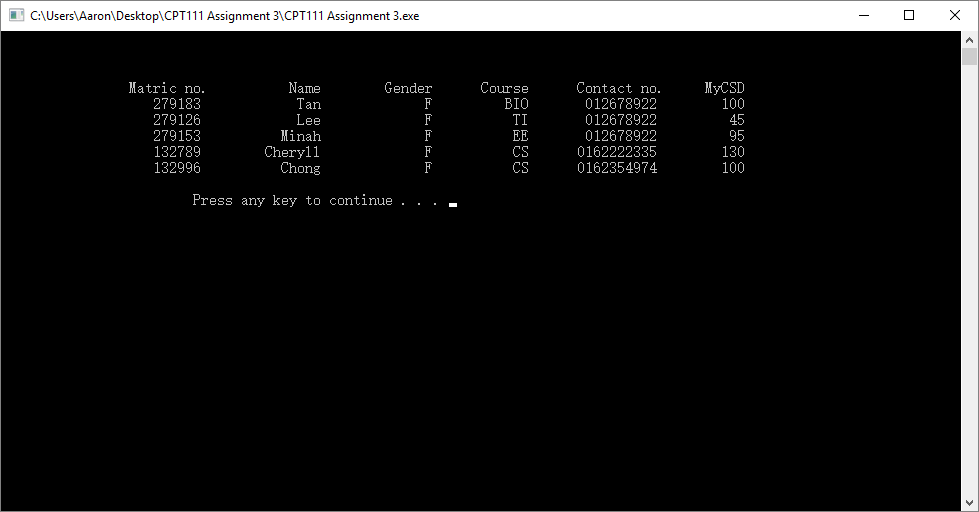 C:\Users\Aaron\Desktop\CPT111 Assignment 3\CPT111 Assignment 3.exe
Matric no. Name Gender Course Contact no. MyCSD
279183 Tan F BIO 012678922 100
279126 Lee F TI 012678922 45
279153 Minah F EE 012678922 95
132789 Cheryll F CS 0162222335 130
132996 Chong F CS 0162354974 100
Press any key to continue . . .